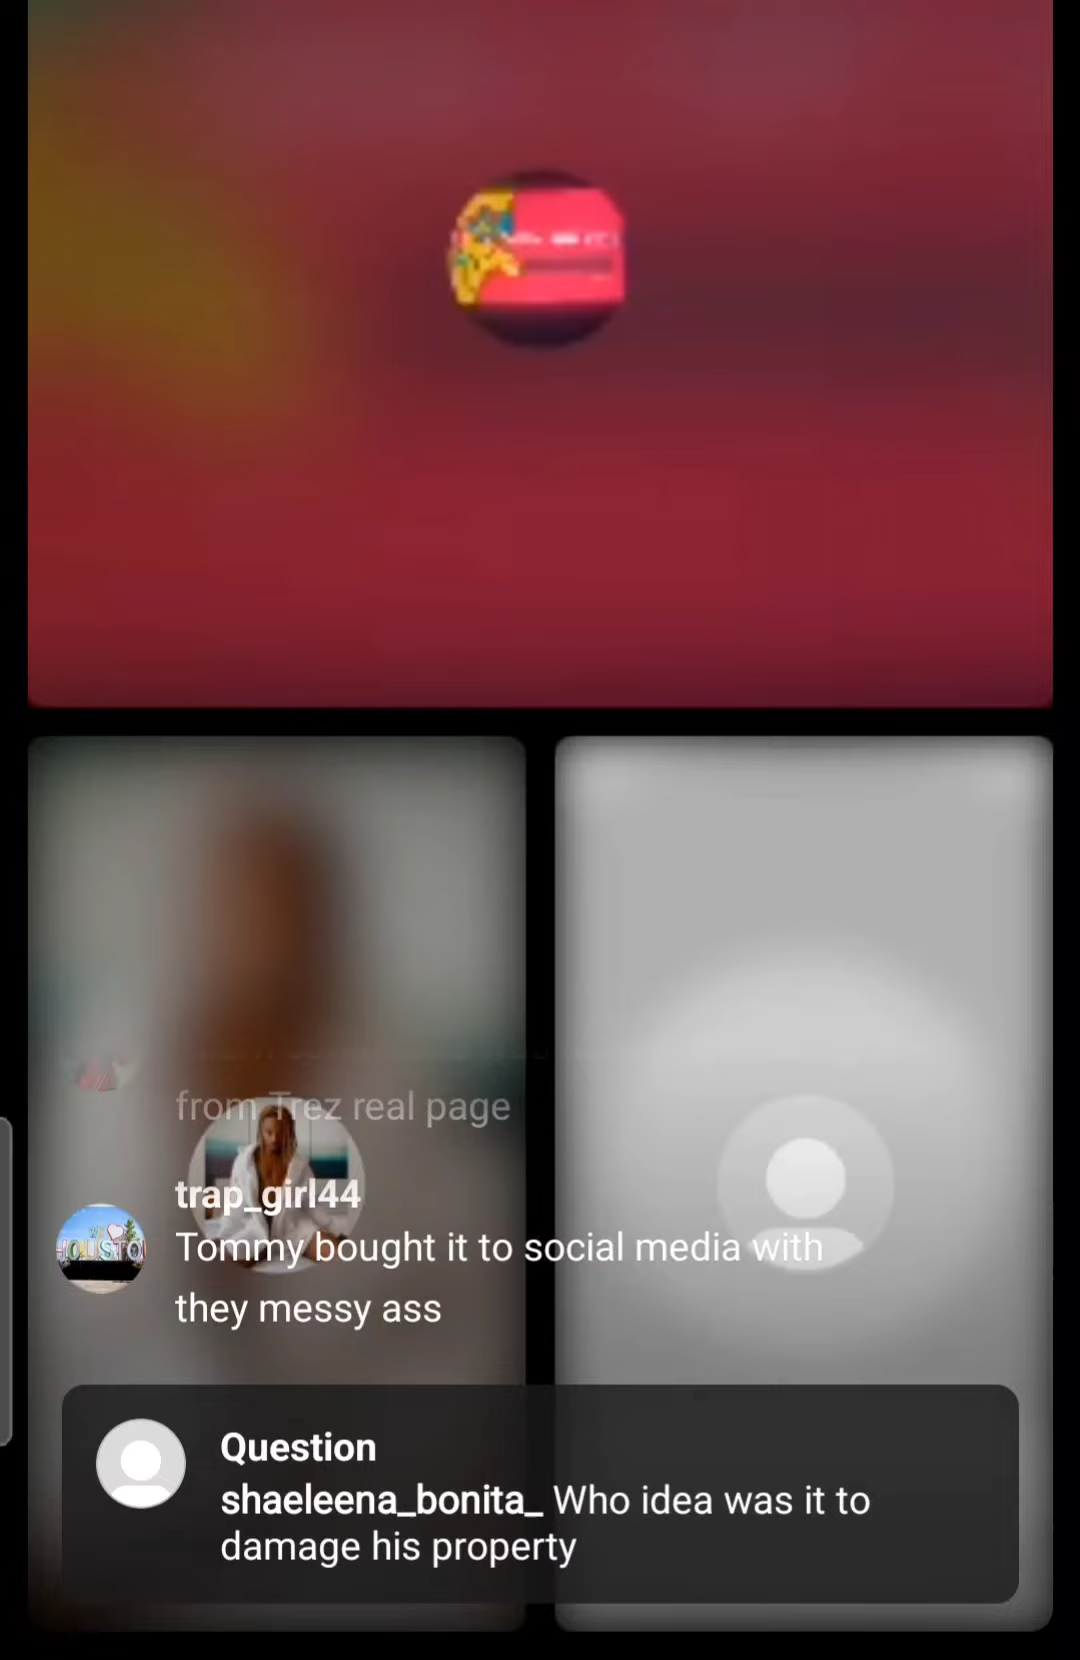 from Trez real page
trap_girl44
Tommy bought it to social media with
they messy ass
Question
shaeleena_bonita_ Who idea was it to
damage his property